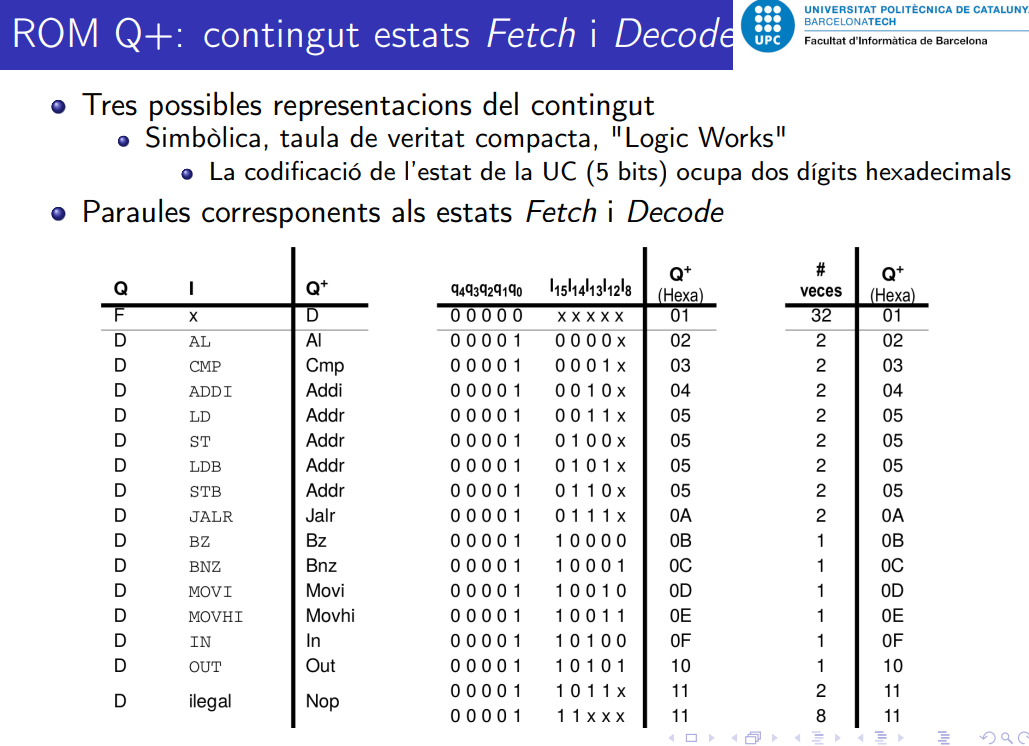 ROM Q+: contingut estats Fetch i Decode
UNIVERSITAT POLITÈCNICA DE CATALUNY
BARCELONATECH
Facultat d'Informàtica de Barcelona
UPC
Tres possibles representacions del contingut
Simbòlica, taula de veritat compacta, "Logic Works"
La codificació de l'estat de la UC (5 bits) ocupa dos dígits hexadecimals
Paraules corresponents als estats Fetch i Decode
Q I Q⁺ q₄q₃q₂q₁q₀ I₁₅I₁₄I₁₃I₁₂I₈ Q⁺ (Hexa) # veces Q⁺ (Hexa)
F x D 0 0 0 0 0 x x x x x 01 32 01
D AL Al 0 0 0 0 1 0 0 0 0 x 02 2 02
D CMP Cmp 0 0 0 0 1 0 0 0 1 x 03 2 03
D ADDI Addi 0 0 0 0 1 0 0 1 0 x 04 2 04
D LD Addr 0 0 0 0 1 0 0 1 1 x 05 2 05
D ST Addr 0 0 0 0 1 0 1 0 0 x 05 2 05
D LDB Addr 0 0 0 0 1 0 1 0 1 x 05 2 05
D STB Addr 0 0 0 0 1 0 1 1 0 x 05 2 05
D JALR Jalr 0 0 0 0 1 0 1 1 1 x 0A 2 0A
D BZ Bz 0 0 0 0 1 1 0 0 0 0 0B 1 0B
D BNZ Bnz 0 0 0 0 1 1 0 0 0 1 0C 1 0C
D MOVI Movi 0 0 0 0 1 1 0 0 1 0 0D 1 0D
D MOVHI Movhi 0 0 0 0 1 1 0 0 1 1 0E 1 0E
D IN In 0 0 0 0 1 1 0 1 0 0 0F 1 0F
D OUT Out 0 0 0 0 1 1 0 1 0 1 10 1 10
D ilegal Nop 0 0 0 0 1 1 0 1 1 x 11 2 11
0 0 0 0 1 1 1 x x x 11 8 11